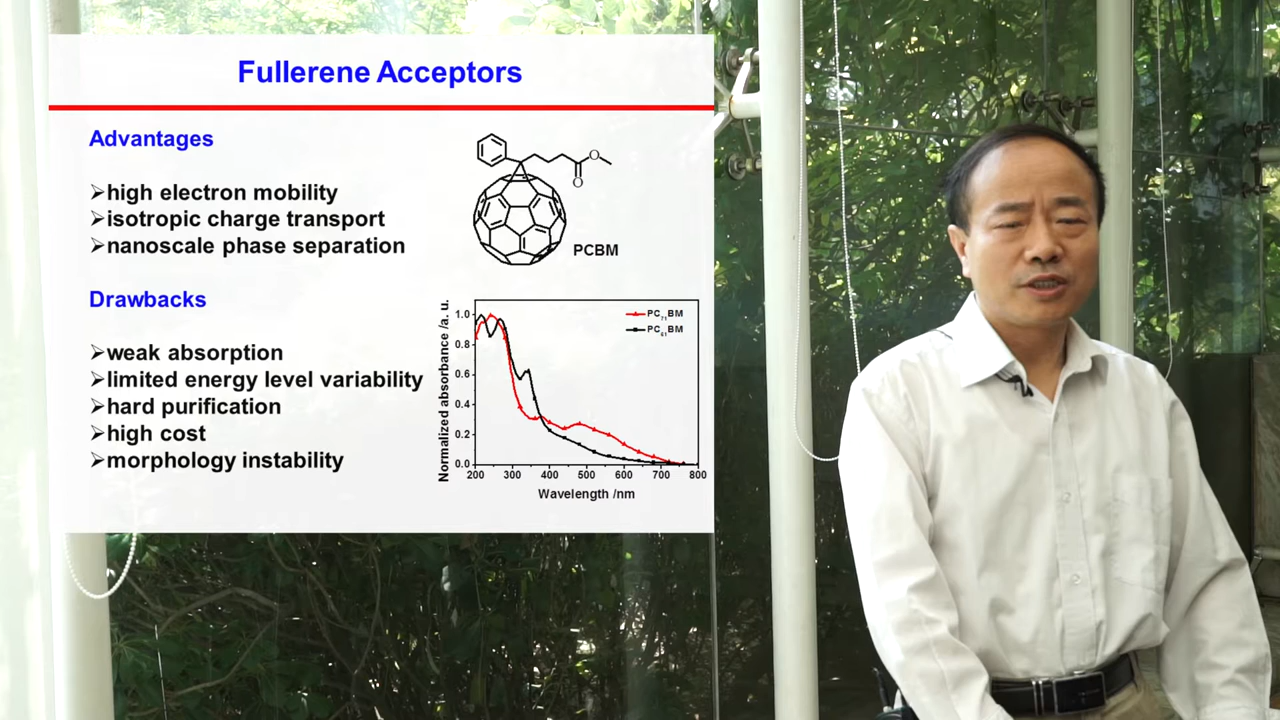 Fullerene Acceptors
Advantages
➢high electron mobility
➢isotropic charge transport
➢nanoscale phase separation
O
O
PCBM
Drawbacks
➢weak absorption
➢limited energy level variability
➢hard purification
➢high cost
➢morphology instability
Normalized absorbance /a. u.
1.0
0.8
0.6
0.4
0.2
0.0
PC71BM
PC61BM
200 300 400 500 600 700 800
Wavelength /nm